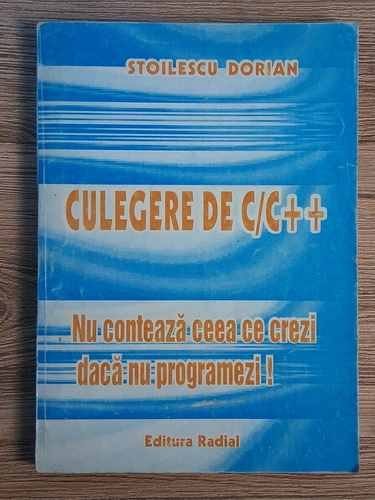 STOILESCU DORIAN
CULEGERE DE C/C++
Nu contează ceea ce crezi
dacă nu programezi !
Editura Radial